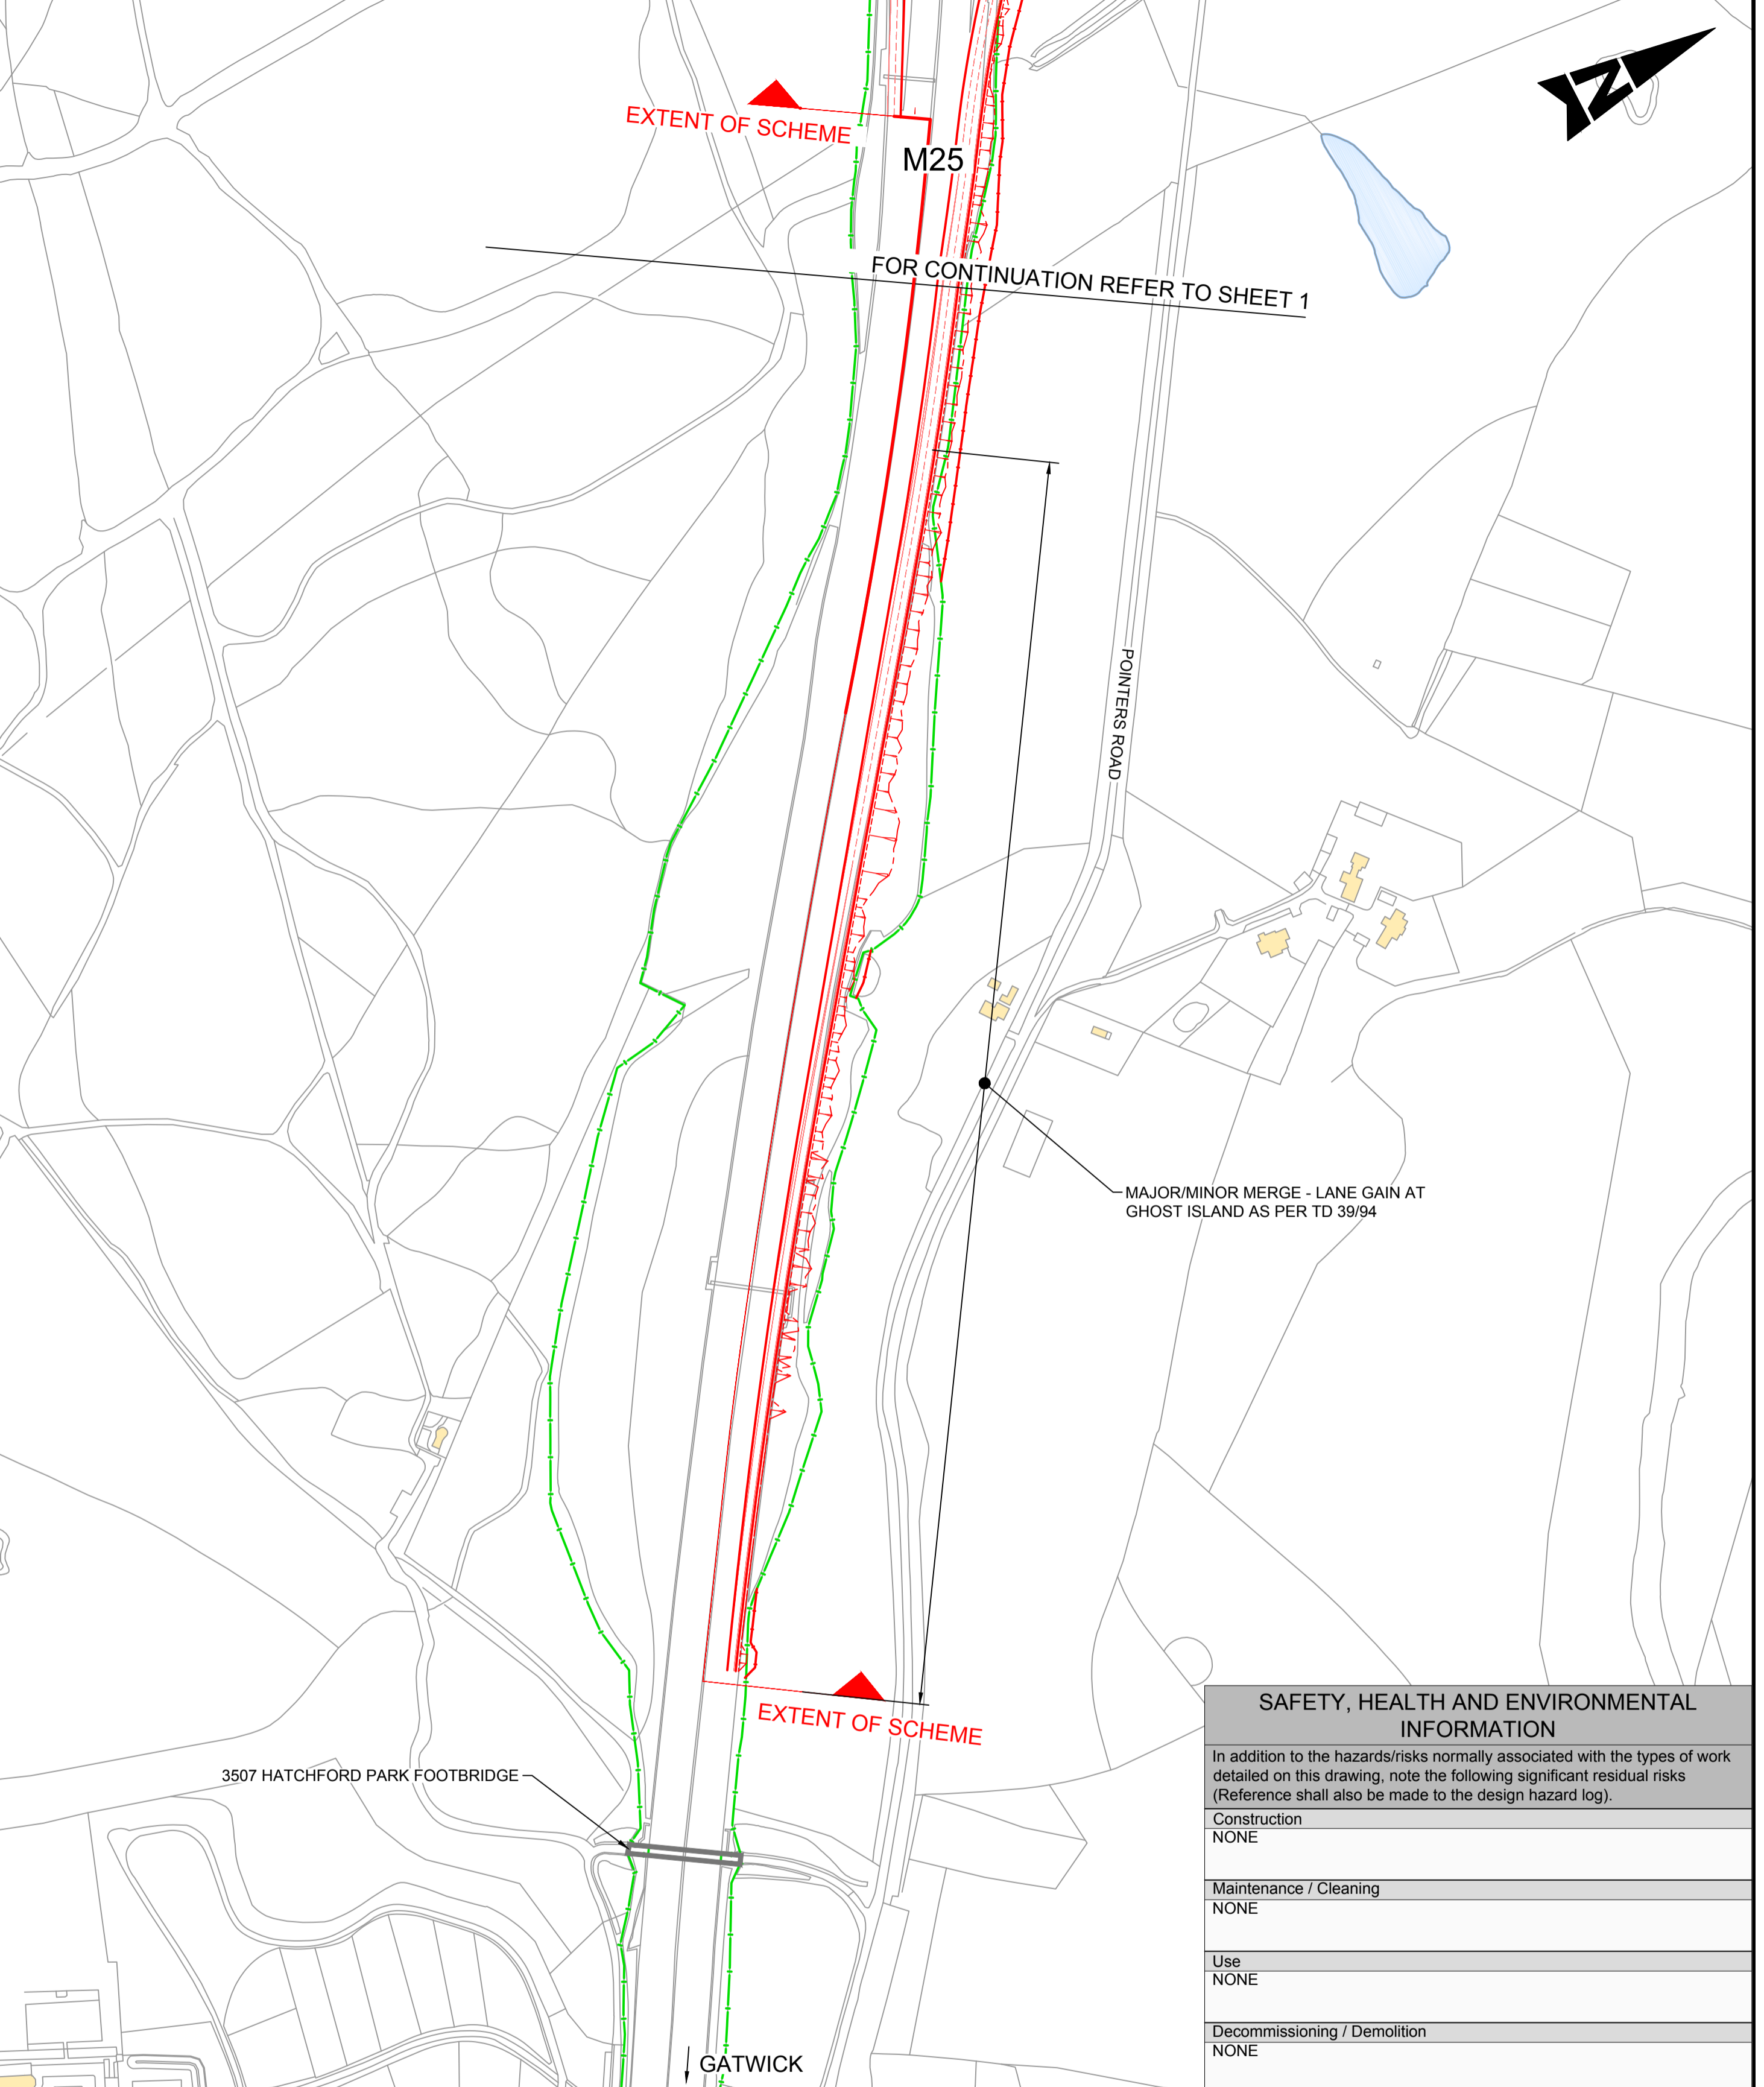 N
EXTENT OF SCHEME
M25
FOR CONTINUATION REFER TO SHEET 1
POINTERS ROAD
MAJOR/MINOR MERGE - LANE GAIN AT
GHOST ISLAND AS PER TD 39/94
EXTENT OF SCHEME
3507 HATCHFORD PARK FOOTBRIDGE
GATWICK
SAFETY, HEALTH AND ENVIRONMENTAL
INFORMATION
In addition to the hazards/risks normally associated with the types of work
detailed on this drawing, note the following significant residual risks
(Reference shall also be made to the design hazard log).
Construction
NONE
Maintenance / Cleaning
NONE
Use
NONE
Decommissioning / Demolition
NONE